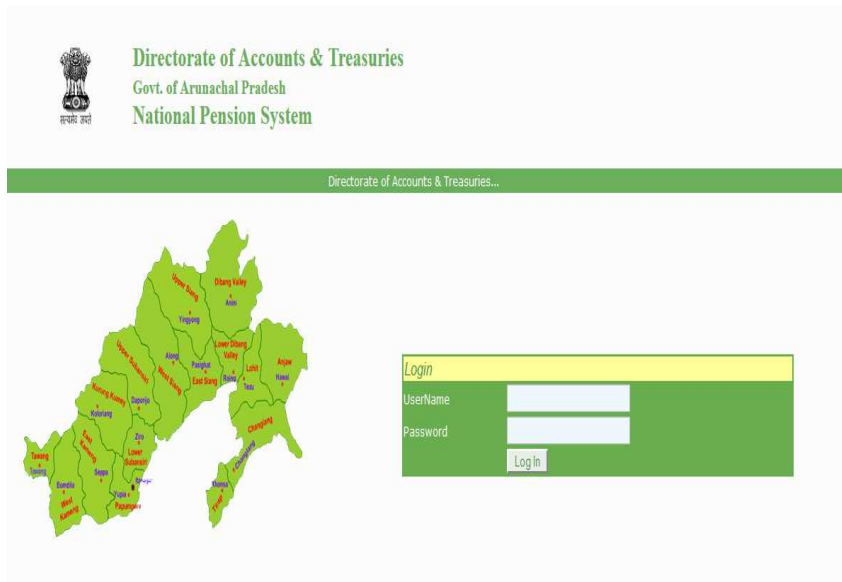 Directorate of Accounts & Treasuries
Govt. of Arunachal Pradesh
National Pension System
सत्यमेव जयते
Directorate of Accounts & Treasuries...
Upper Siang
Dibang Valley
Anini
Yingyong
Upper Subansiri
Along
West Siang
Pasighat
East Siang
Lower Dibang
Valley
Roing
Lohit
Tezu
Anjaw
Hawai
Kurung Kumey
Koloriang
Daporijo
Changlang
Changlang
East
Kameng
Ziro
Lower
Subansiri
Tawang
Tawang
Seppa
Bomdila
West
Kameng
Yupia
Papumpare
Khonsa
Tirap
Login
UserName
Password
Log In